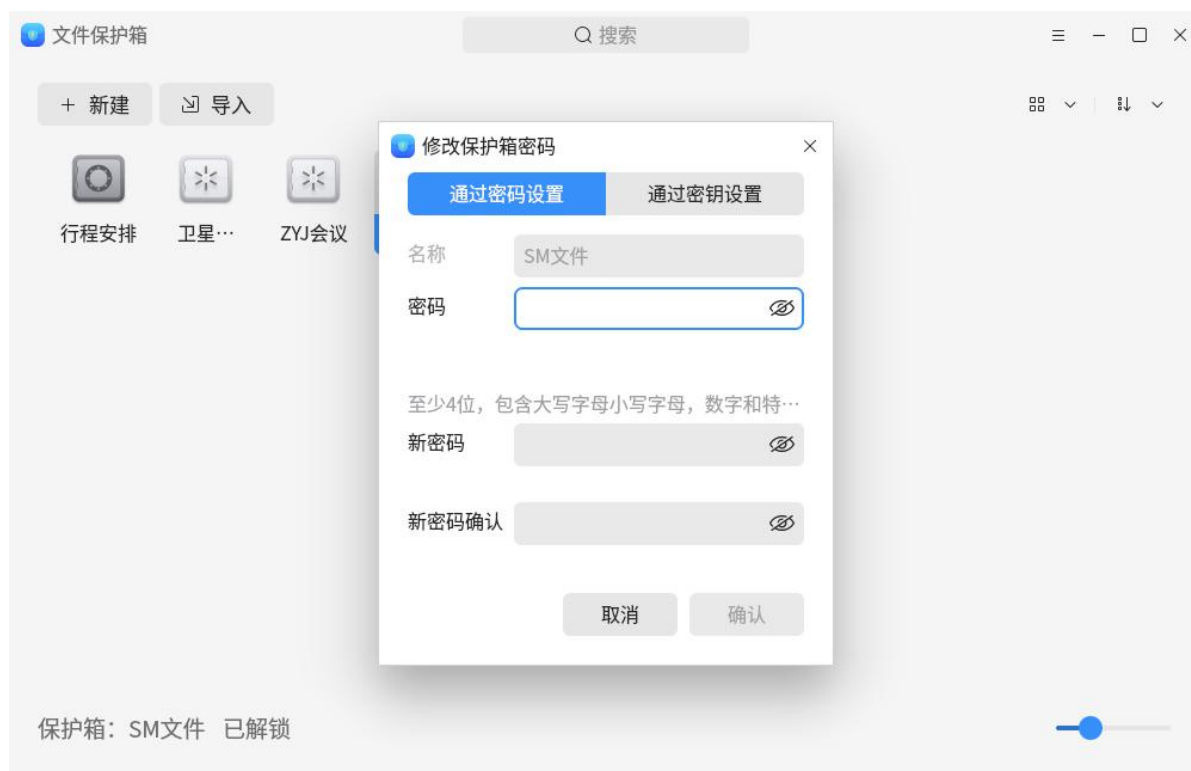 文件保护箱
搜索
+ 新建
导入
修改保护箱密码
通过密码设置
通过密钥设置
行程安排
卫星…
ZYJ会议
名称
SM文件
密码
至少4位，包含大写字母小写字母，数字和特…
新密码
新密码确认
取消
确认
保护箱：SM文件 已解锁